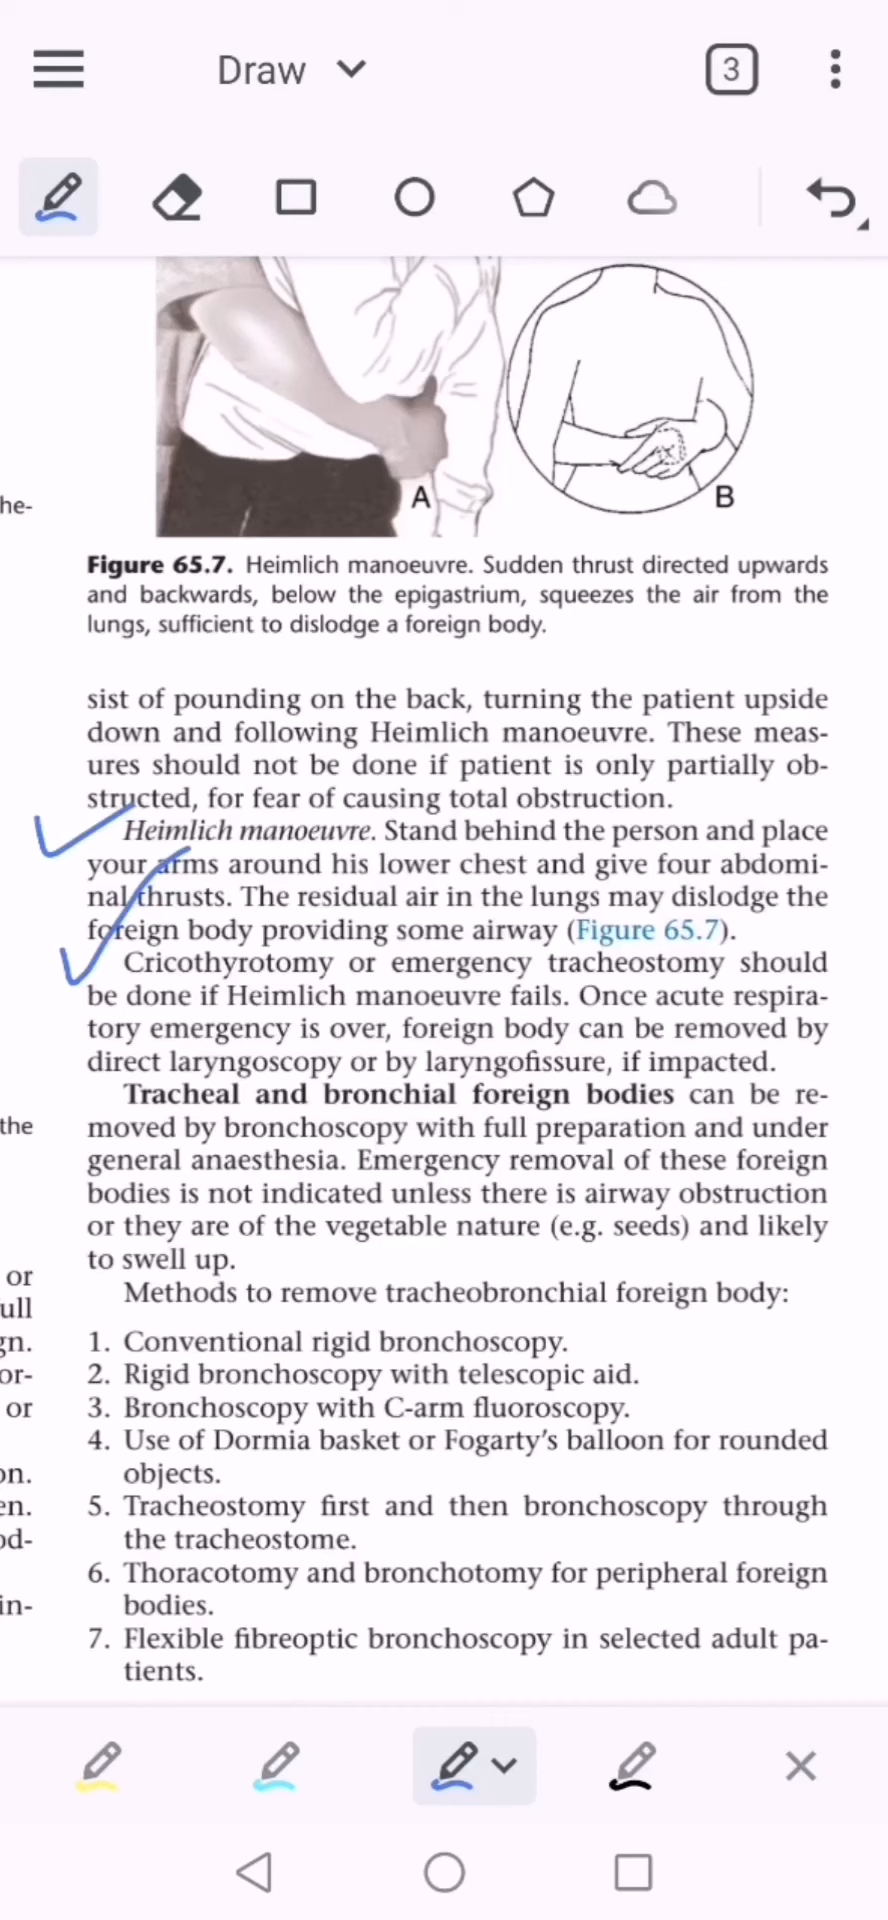 Draw
3
A
B
he-
Figure 65.7. Heimlich manoeuvre. Sudden thrust directed upwards
and backwards, below the epigastrium, squeezes the air from the
lungs, sufficient to dislodge a foreign body.
sist of pounding on the back, turning the patient upside
down and following Heimlich manoeuvre. These meas-
ures should not be done if patient is only partially ob-
structed, for fear of causing total obstruction.
Heimlich manoeuvre. Stand behind the person and place
your arms around his lower chest and give four abdomi-
nal thrusts. The residual air in the lungs may dislodge the
foreign body providing some airway (Figure 65.7).
Cricothyrotomy or emergency tracheostomy should
be done if Heimlich manoeuvre fails. Once acute respira-
tory emergency is over, foreign body can be removed by
direct laryngoscopy or by laryngofissure, if impacted.
Tracheal and bronchial foreign bodies can be re-
the
moved by bronchoscopy with full preparation and under
general anaesthesia. Emergency removal of these foreign
bodies is not indicated unless there is airway obstruction
or they are of the vegetable nature (e.g. seeds) and likely
to swell up.
or
Methods to remove tracheobronchial foreign body:
ull
gn.
1. Conventional rigid bronchoscopy.
or-
2. Rigid bronchoscopy with telescopic aid.
or
3. Bronchoscopy with C-arm fluoroscopy.
4. Use of Dormia basket or Fogarty's balloon for rounded
on.
objects.
en.
5. Tracheostomy first and then bronchoscopy through
od-
the tracheostome.
6. Thoracotomy and bronchotomy for peripheral foreign
in-
bodies.
7. Flexible fibreoptic bronchoscopy in selected adult pa-
tients.